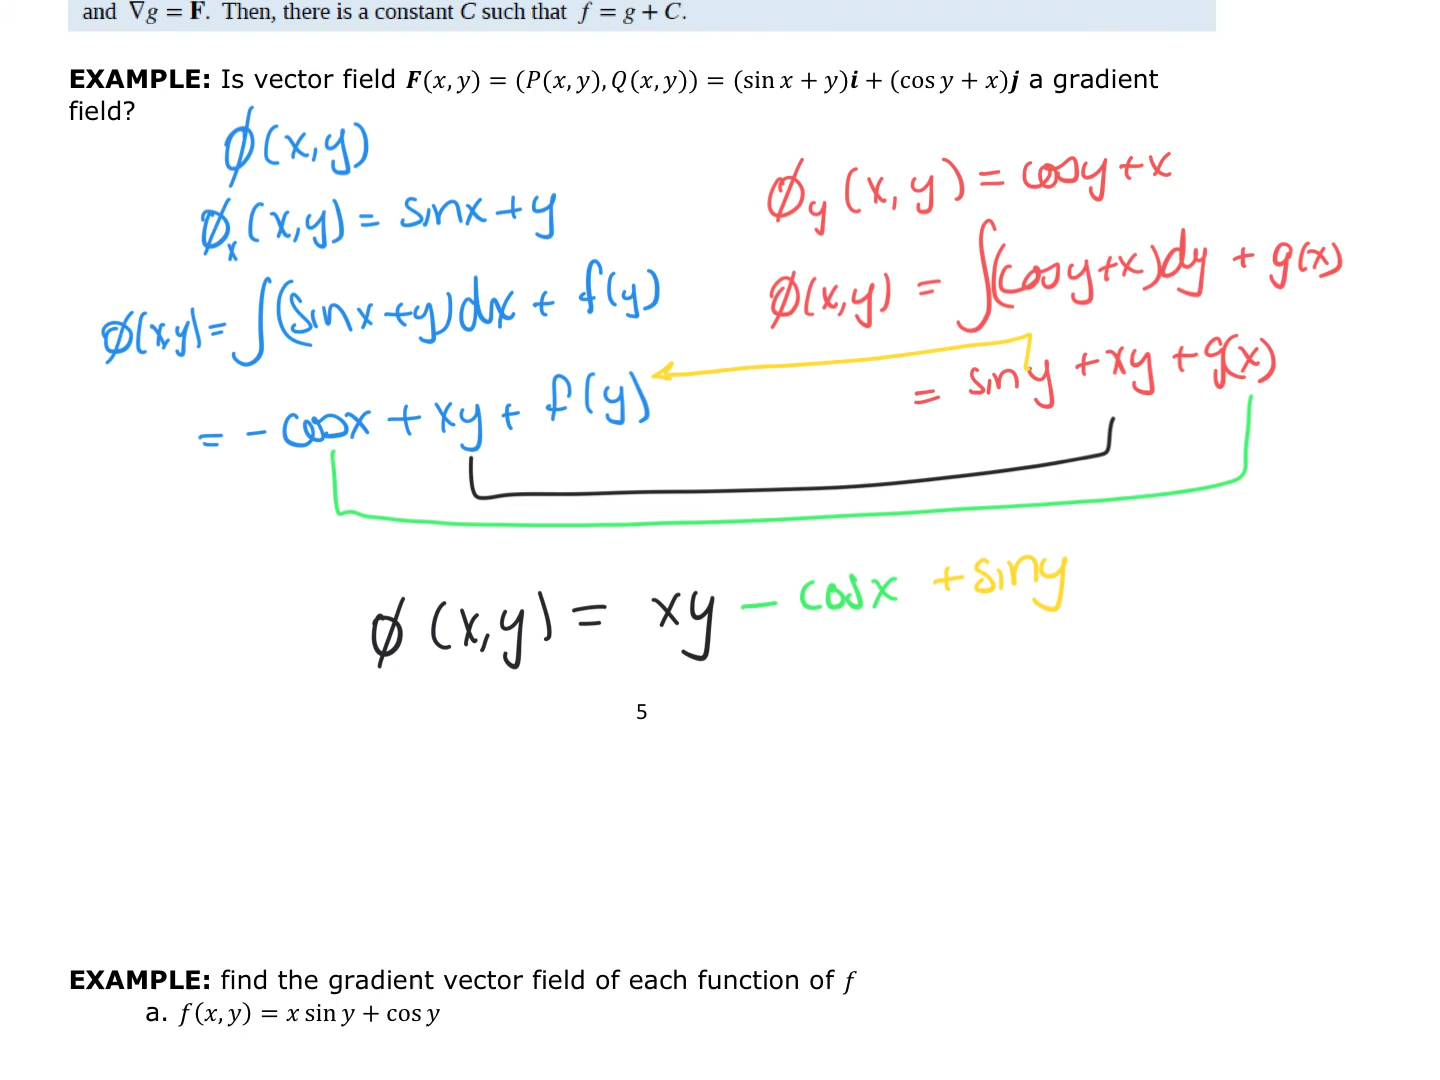 and ∇g = F. Then, there is a constant C such that f = g + C.
EXAMPLE: Is vector field F(x, y) = (P(x, y), Q(x, y)) = (sin x + y)i + (cos y + x)j a gradient
field?
ϕ(x,y)
ϕₓ(x,y) = sinx + y
ϕ(x,y) = ∫(sinx+y)dx + f(y)
= - cosx + xy + f(y)
ϕy (x,y) = cosy + x
ϕ(x,y) = ∫(cosy+x)dy + g(x)
= siny + xy + g(x)
ϕ(x,y) = xy - cosx + siny
5
EXAMPLE: find the gradient vector field of each function of f
a. f(x, y) = x sin y + cos y